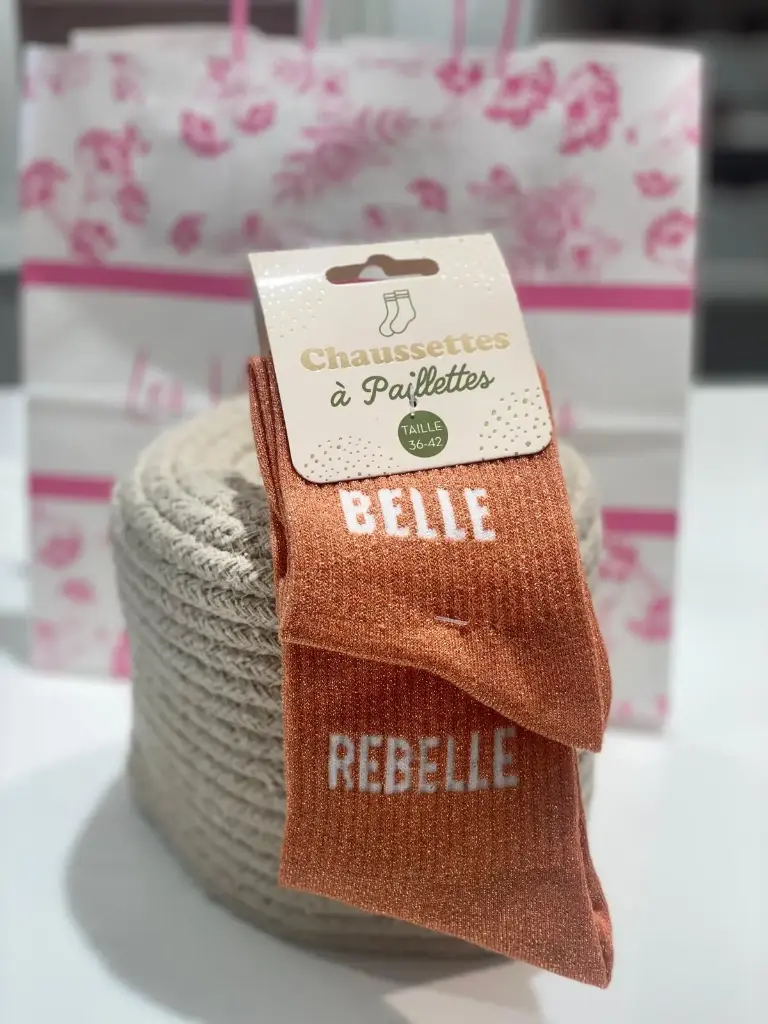 Chaussettes
à Paillettes
TAILLE
36-42
BELLE
REBELLE